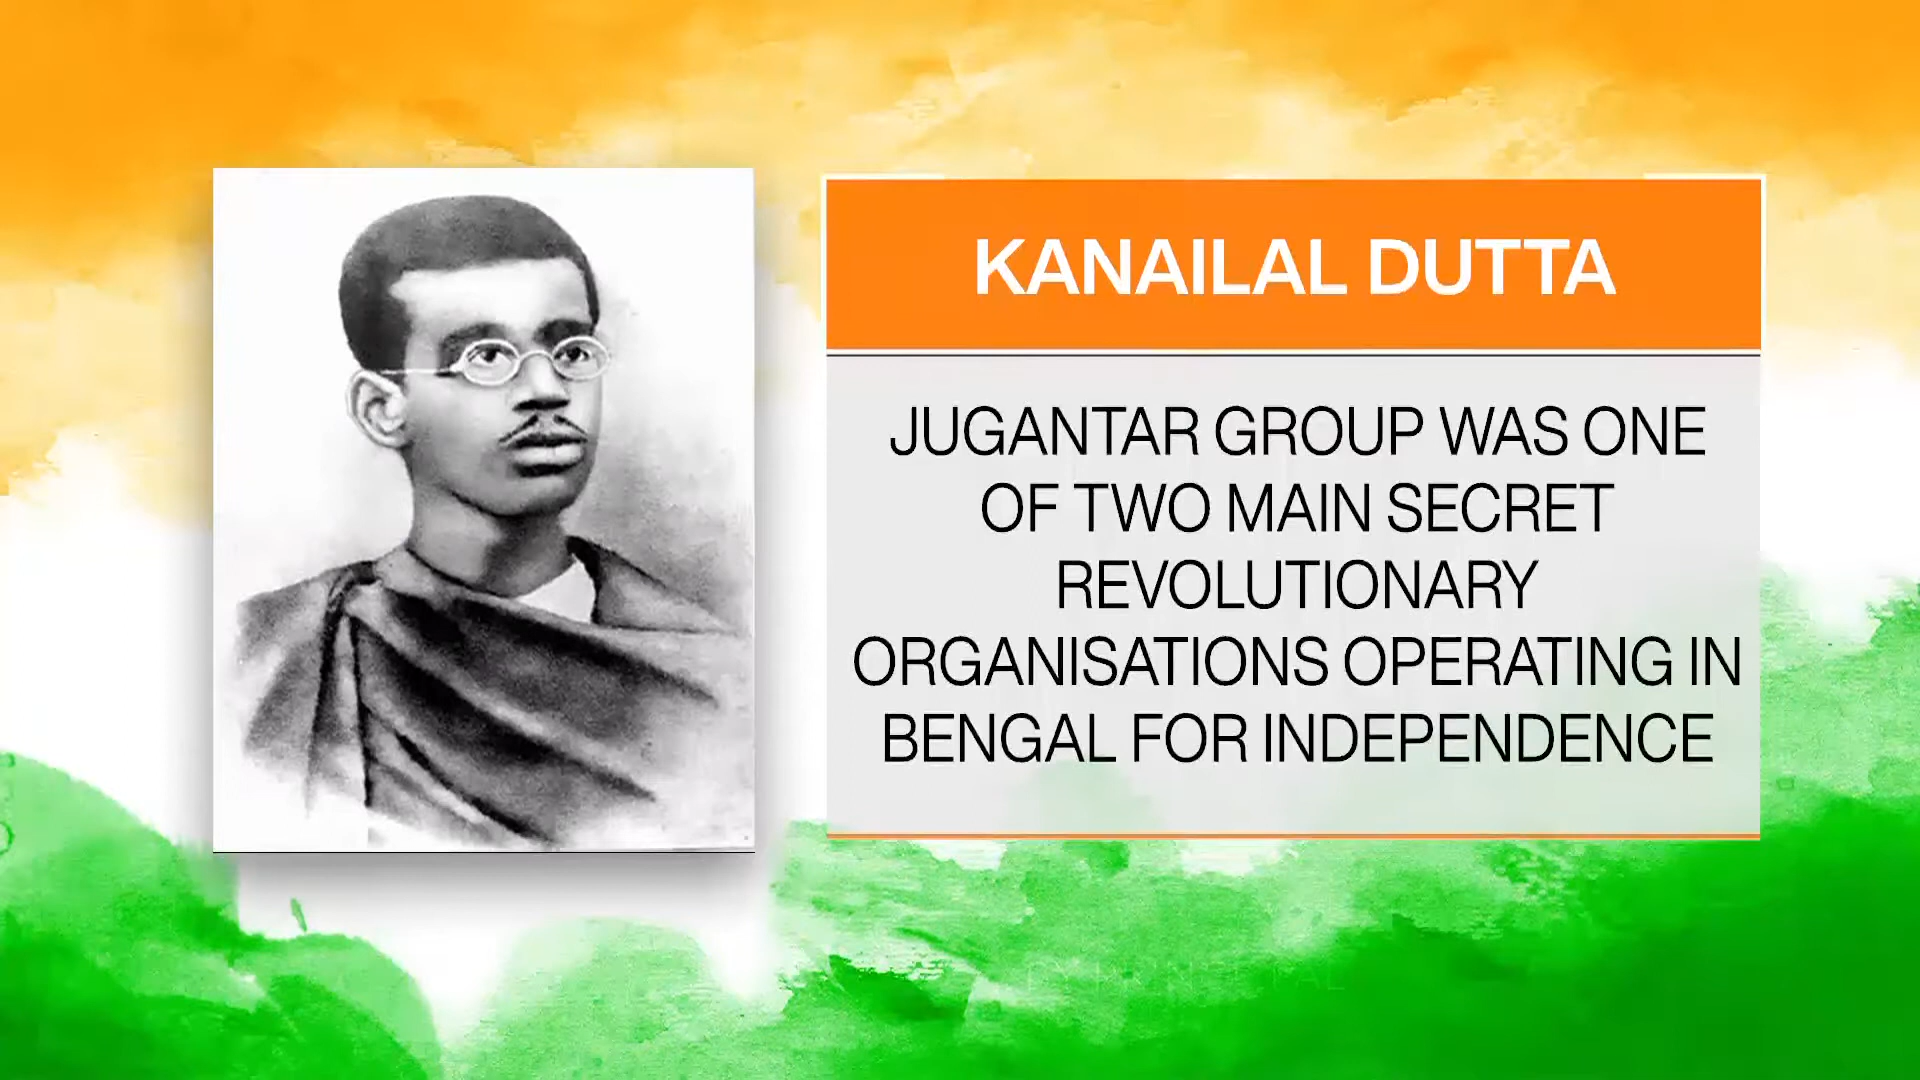 KANAILAL DUTTA
JUGANTAR GROUP WAS ONE
OF TWO MAIN SECRET
REVOLUTIONARY
ORGANISATIONS OPERATING IN
BENGAL FOR INDEPENDENCE